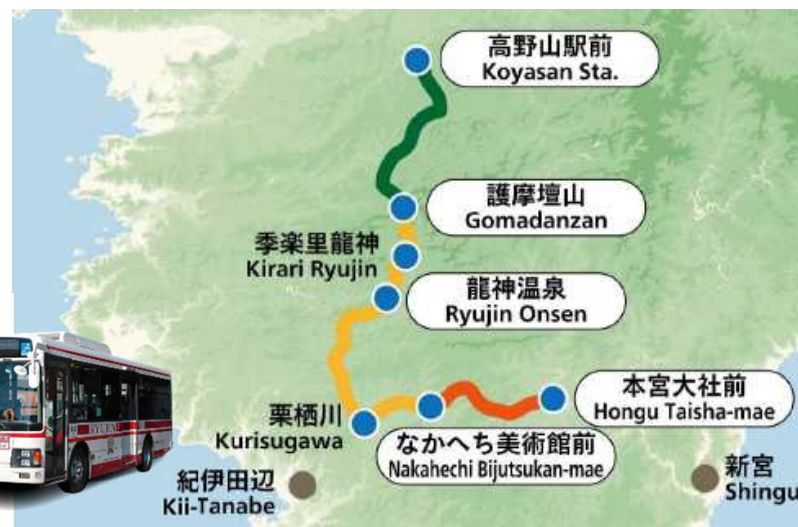 高野山駅前
Koyasan Sta.
護摩壇山
Gomadanzan
季楽里龍神
Kirari Ryujin
龍神温泉
Ryujin Onsen
本宮大社前
Hongu Taisha-mae
栗栖川
Kurisugawa
なかへち美術館前
Nakahechi Bijutsukan-mae
紀伊田辺
Kii-Tanabe
新宮
Shingu
RYUJIN